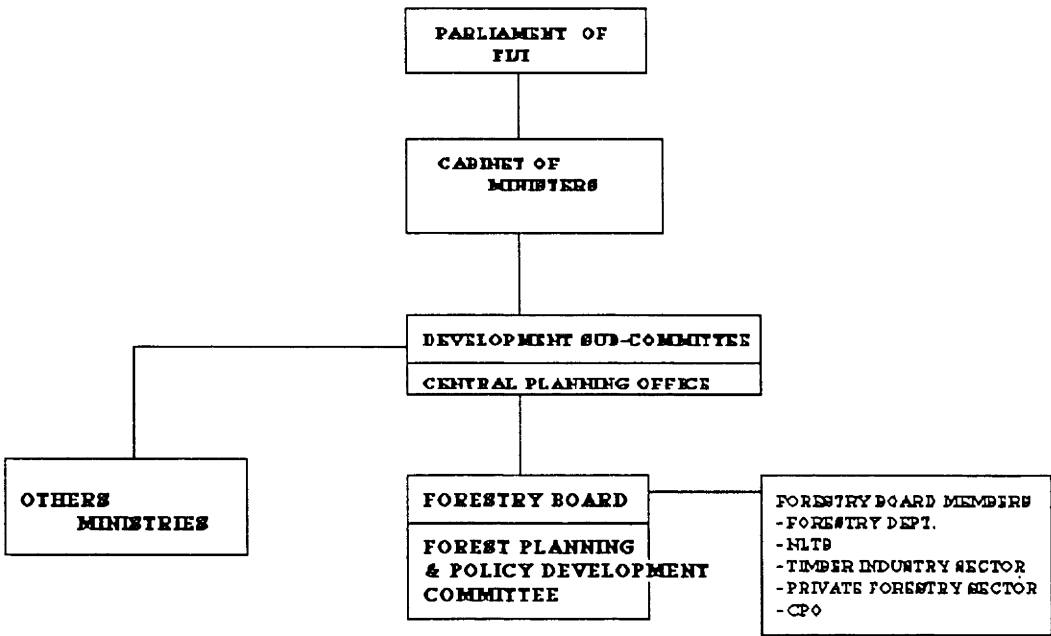 PARLIAMENT OF
FIJI
CABINET OF
MINISTERS
DEVELOPMENT SUB-COMMITTEE
CENTRAL PLANNING OFFICE
OTHERS
MINISTRIES
FORESTRY BOARD
FOREST PLANNING
& POLICY DEVELOPMENT
COMMITTEE
FORESTRY BOARD MEMBERS
-FORESTRY DEPT.
-NLTB
-TIMBER INDUSTRY SECTOR
-PRIVATE FORESTRY SECTOR
-CPO